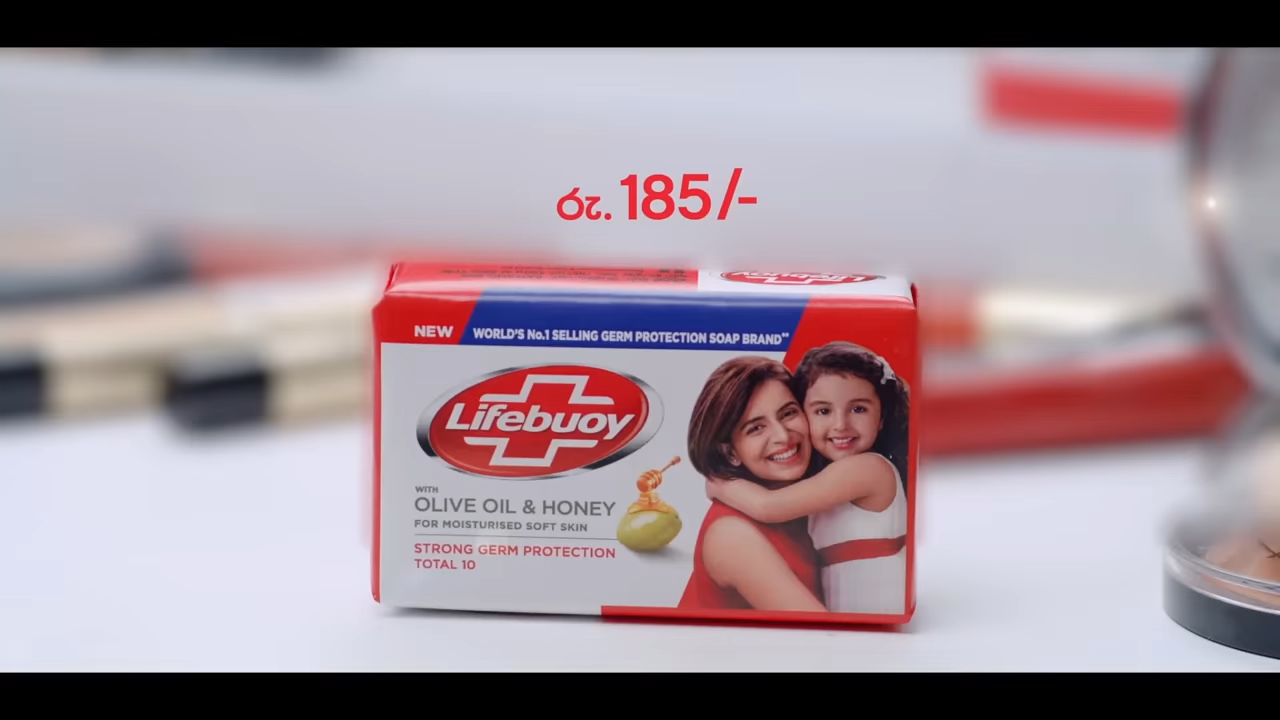 රු. 185/-
Lifebuoy
NEW
WORLD'S No.1 SELLING GERM PROTECTION SOAP BRAND**
Lifebuoy
WITH
OLIVE OIL & HONEY
FOR MOISTURISED SOFT SKIN
STRONG GERM PROTECTION
TOTAL 10